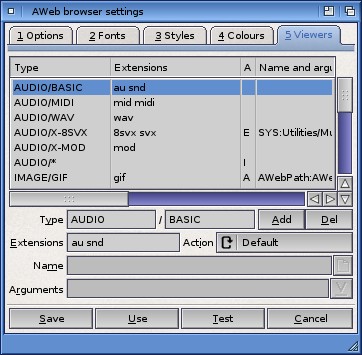 AWeb browser settings
1 Options 2 Fonts 3 Styles 4 Colours 5 Viewers
Type Extensions A Name and argu
AUDIO/BASIC au snd
AUDIO/MIDI mid midi
AUDIO/WAV wav
AUDIO/X-8SVX 8svx svx E SYS:Utilities/Mu
AUDIO/X-MOD mod
AUDIO/* I
IMAGE/GIF gif A AWebPath:AWe
Type AUDIO / BASIC Add Del
Extensions au snd Action Default
Name
Arguments
Save Use Test Cancel